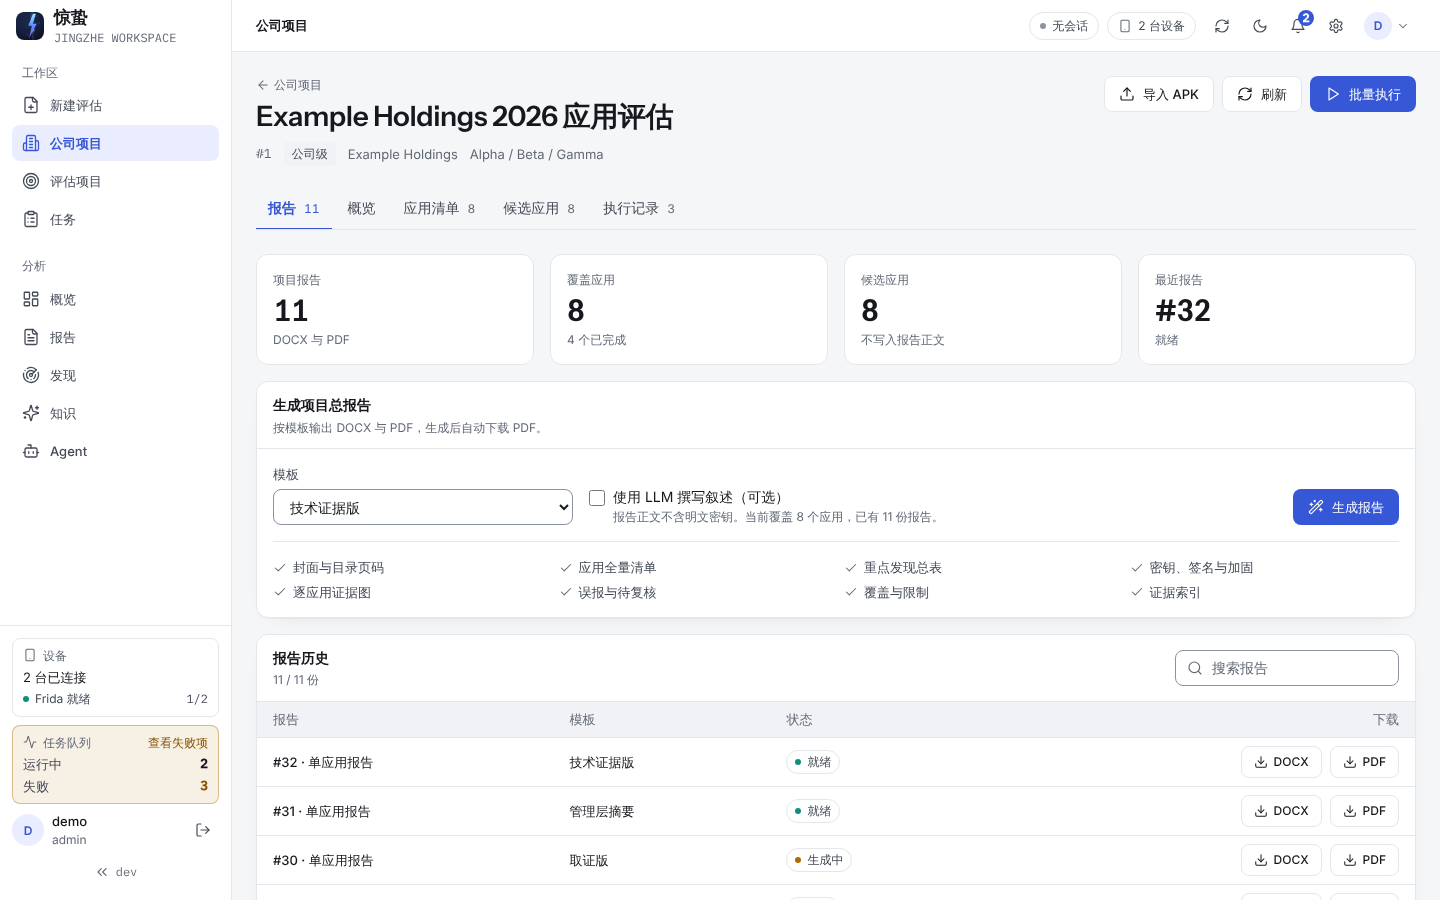 惊蛰
JINGZHE WORKSPACE
工作区
新建评估
公司项目
评估项目
任务
分析
概览
报告
发现
知识
Agent
设备
2 台已连接
Frida 就绪 1/2
任务队列 查看失败项
运行中 2
失败 3
D demo
admin
dev
公司项目
无会话
2 台设备
2
D
公司项目
Example Holdings 2026 应用评估
#1 公司级 Example Holdings Alpha / Beta / Gamma
导入 APK
刷新
批量执行
报告 11 概览 应用清单 8 候选应用 8 执行记录 3
项目报告
11
DOCX 与 PDF
覆盖应用
8
4 个已完成
候选应用
8
不写入报告正文
最近报告
#32
就绪
生成项目总报告
按模板输出 DOCX 与 PDF，生成后自动下载 PDF。
模板
技术证据版
使用 LLM 撰写叙述（可选）
报告正文不含明文密钥。当前覆盖 8 个应用，已有 11 份报告。
生成报告
封面与目录页码 应用全量清单 重点发现总表 密钥、签名与加固
逐应用证据图 误报与待复核 覆盖与限制 证据索引
报告历史
11 / 11 份
搜索报告
报告 模板 状态 下载
#32 · 单应用报告 技术证据版 就绪 DOCX PDF
#31 · 单应用报告 管理层摘要 就绪 DOCX PDF
#30 · 单应用报告 取证版 生成中 DOCX PDF